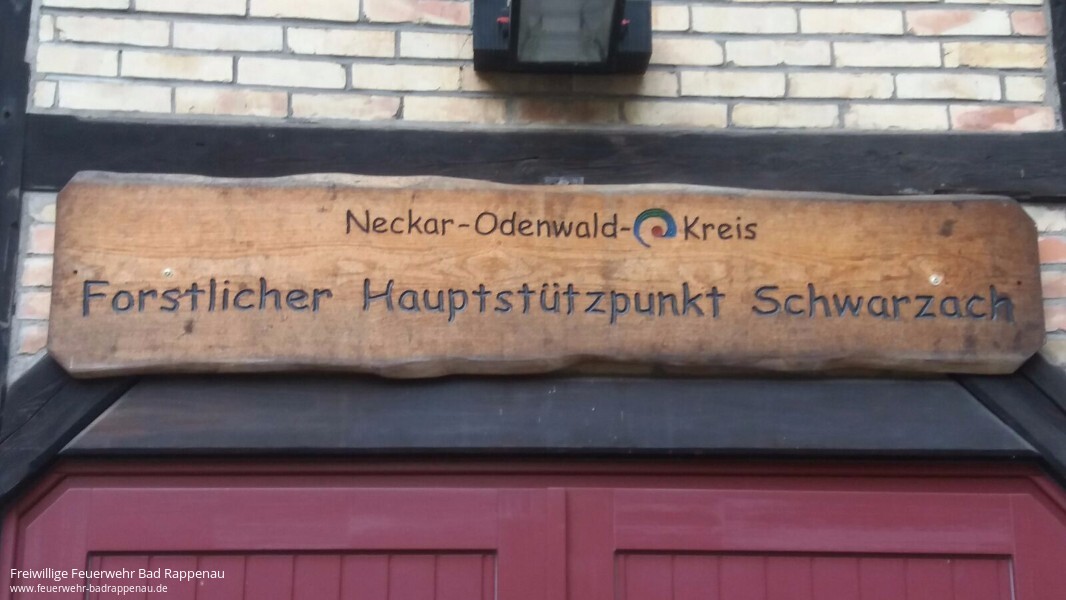 Neckar-Odenwald-Kreis
Forstlicher Hauptstützpunkt Schwarzach
Freiwillige Feuerwehr Bad Rappenau
www.feuerwehr-badrappenau.de